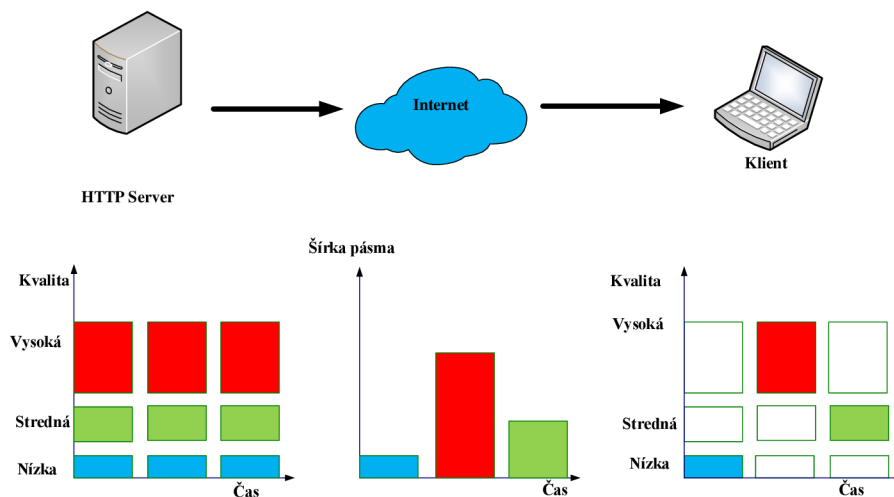 Internet
Klient
HTTP Server
Šírka pásma
Kvalita
Vysoká
Stredná
Nízka
Čas
Čas
Kvalita
Vysoká
Stredná
Nízka
Čas